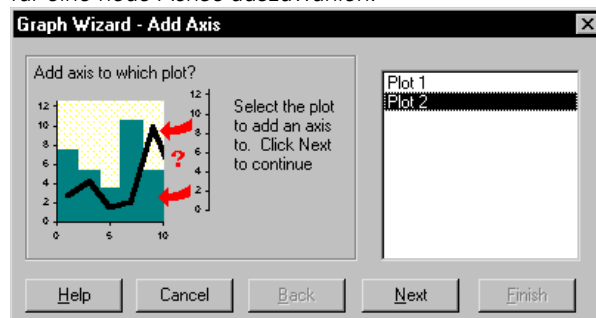 für eine neue Achse auszuwählen.
Graph Wizard - Add Axis
Add axis to which plot?
12
10
8
6
4
2
0
0 5 10
12
10
8
6
4
2
0
?
Select the plot
to add an axis
to. Click Next
to continue
Plot 1
Plot 2
Help Cancel Back Next Finish